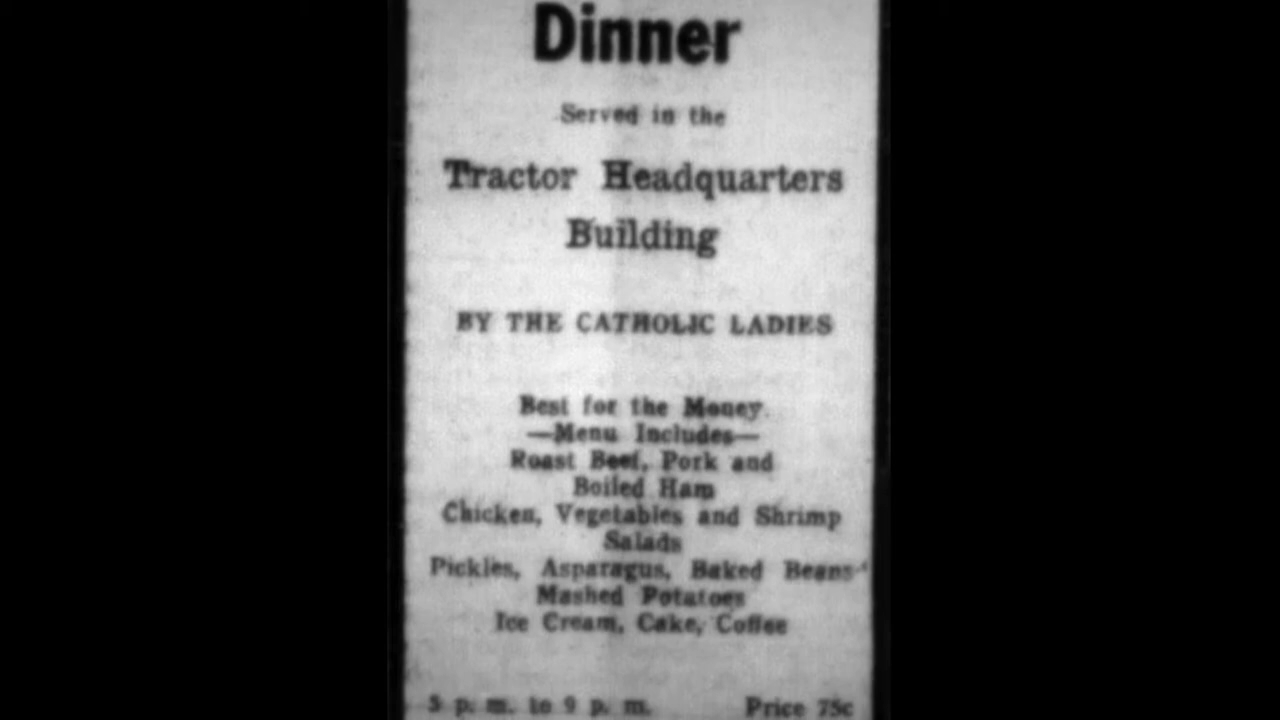 Dinner
Served in the
Tractor Headquarters
Building
BY THE CATHOLIC LADIES
Best for the Money.
—Menu Includes—
Roast Beef, Pork and
Boiled Ham
Chicken, Vegetables and Shrimp
Salads
Pickles, Asparagus, Baked Beans
Mashed Potatoes
Ice Cream, Cake, Coffee
5 p. m. to 9 p. m. Price 75c